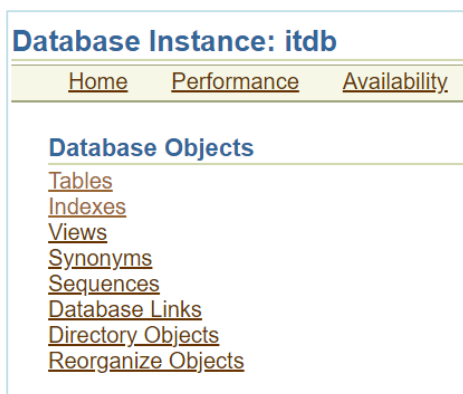 Database Instance: itdb
Home Performance Availability
Database Objects
Tables
Indexes
Views
Synonyms
Sequences
Database Links
Directory Objects
Reorganize Objects